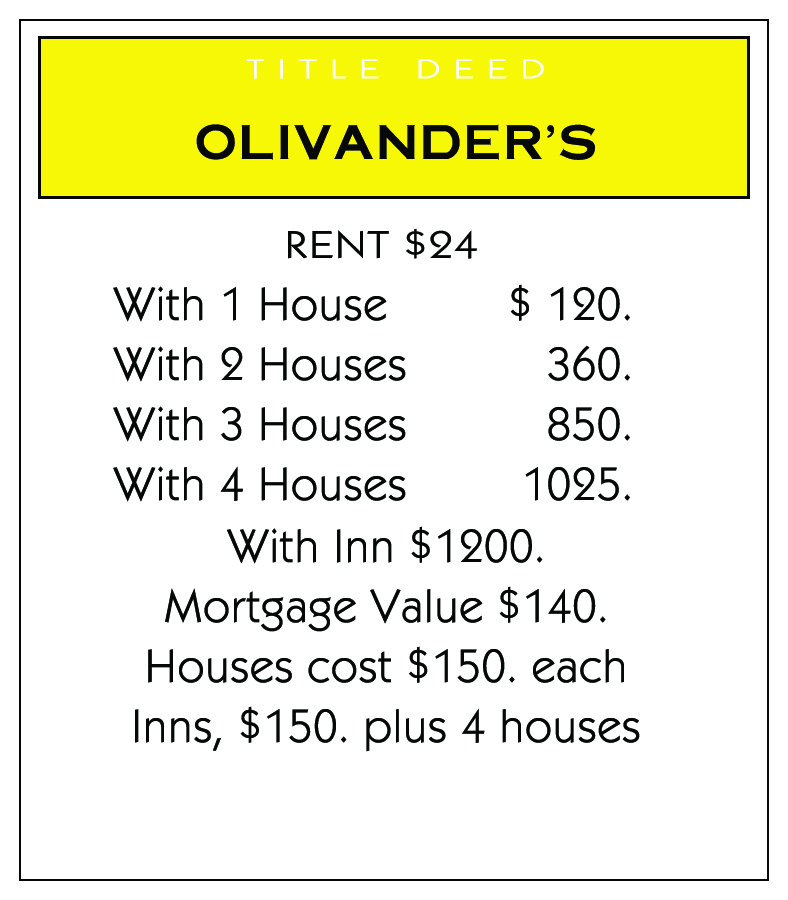 TITLE DEED
OLIVANDER'S
RENT $24
With 1 House $ 120.
With 2 Houses 360.
With 3 Houses 850.
With 4 Houses 1025.
With Inn $1200.
Mortgage Value $140.
Houses cost $150. each
Inns, $150. plus 4 houses